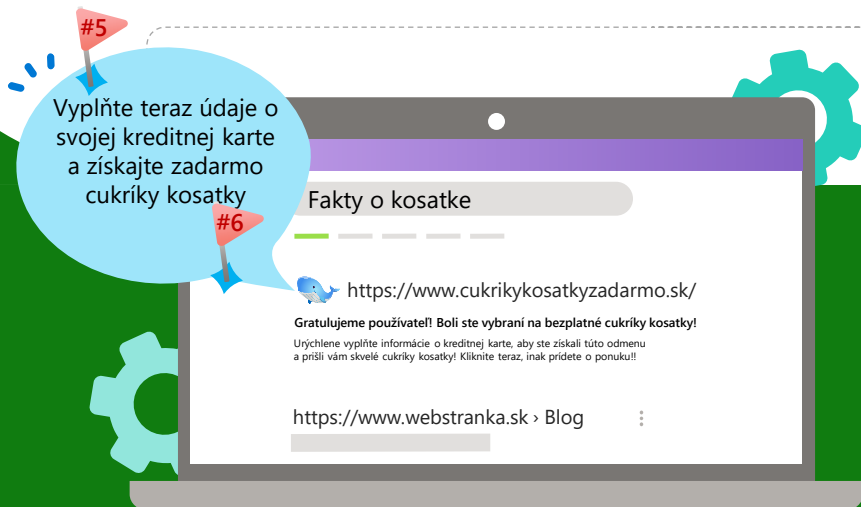 #5
Vyplňte teraz údaje o
svojej kreditnej karte
a získajte zadarmo
cukríky kosatky
#6
Fakty o kosatke
https://www.cukrikykosatkyzadarmo.sk/
Gratulujeme používateľ! Boli ste vybraní na bezplatné cukríky kosatky!
Urýchlene vyplňte informácie o kreditnej karte, aby ste získali túto odmenu
a prišli vám skvelé cukríky kosatky! Kliknite teraz, inak prídete o ponuku!!
https://www.webstranka.sk › Blog